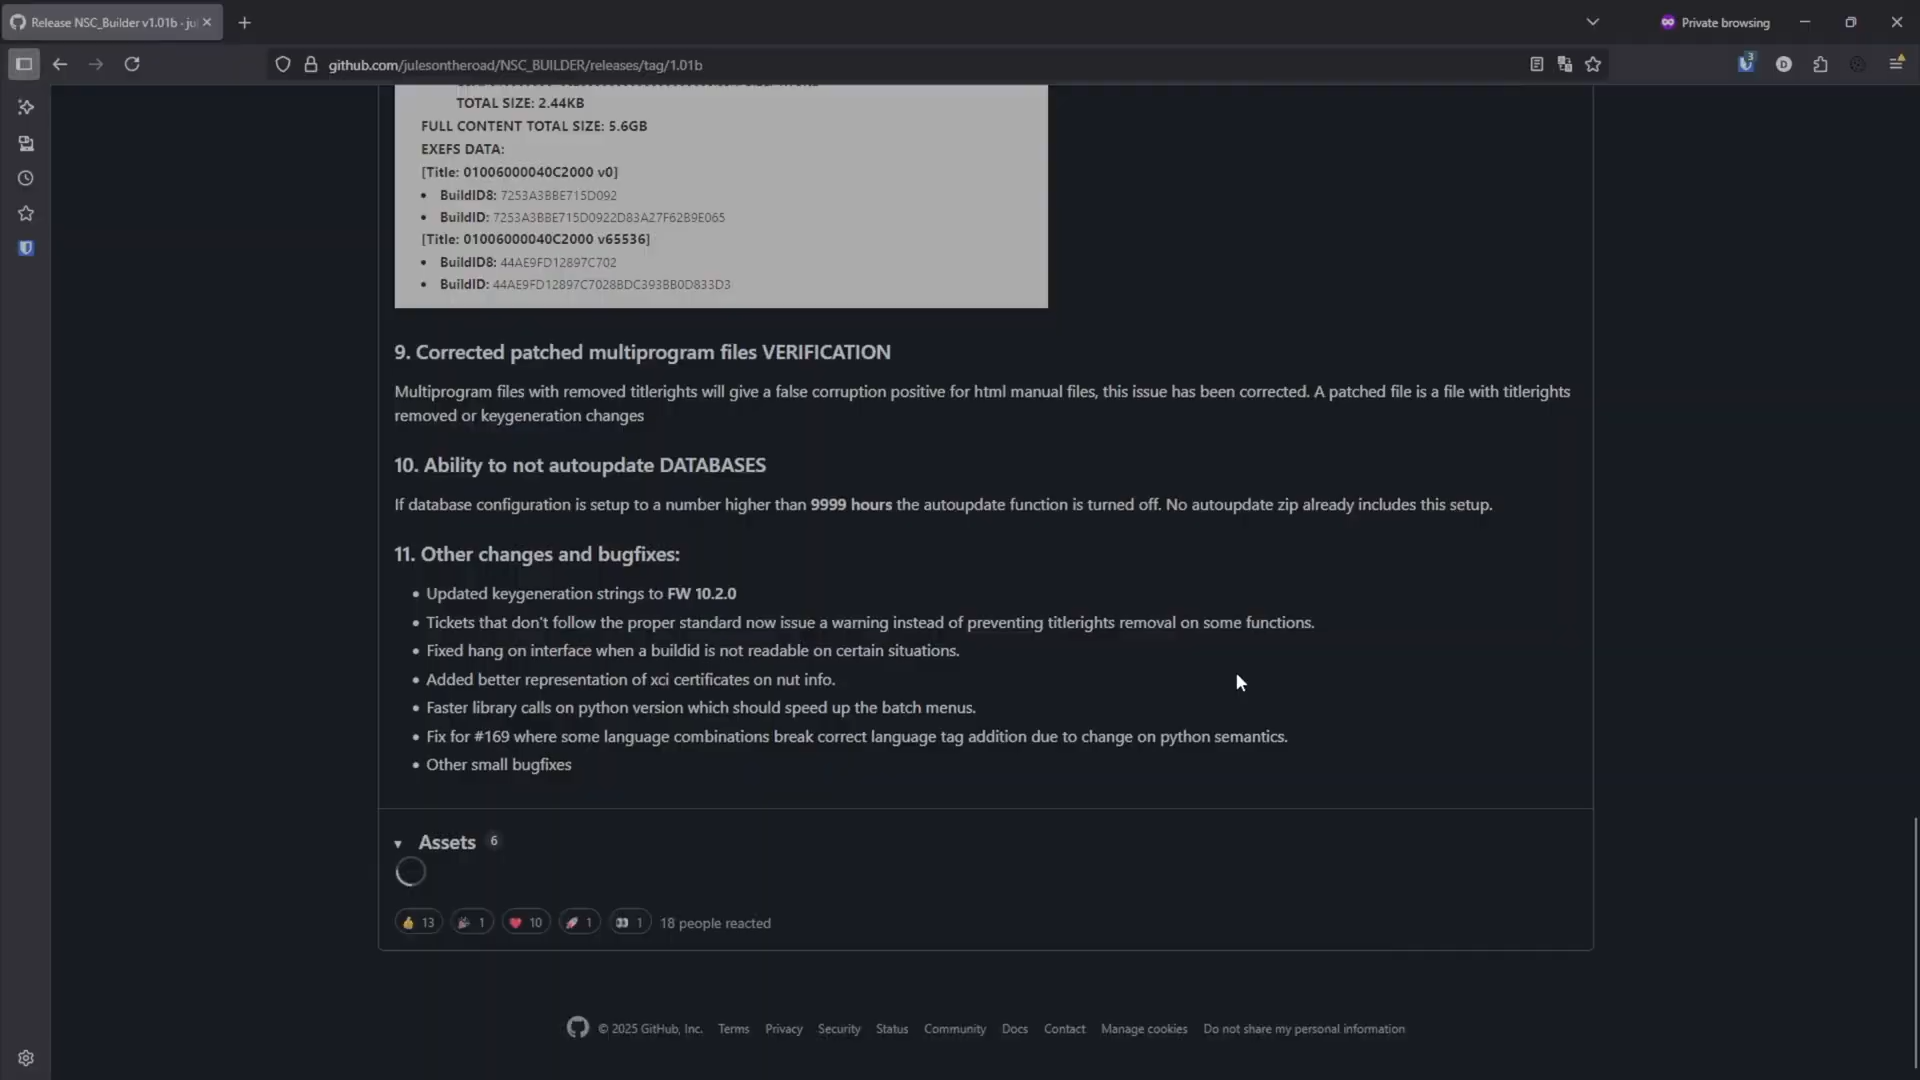 Release NSC_Builder v1.01b · ju
Private browsing
github.com/julesontheroad/NSC_BUILDER/releases/tag/1.01b
3
D
TOTAL SIZE: 2.44KB
FULL CONTENT TOTAL SIZE: 5.6GB
EXEFS DATA:
[Title: 01006000040C2000 v0]
• BuildID8: 7253A3BBE715D092
• BuildID: 7253A3BBE715D0922D83A27F62B9E065
[Title: 01006000040C2000 v65536]
• BuildID8: 44AE9FD12897C702
• BuildID: 44AE9FD12897C7028BDC393BB0D833D3
9. Corrected patched multiprogram files VERIFICATION
Multiprogram files with removed titlerights will give a false corruption positive for html manual files, this issue has been corrected. A patched file is a file with titlerights
removed or keygeneration changes
10. Ability to not autoupdate DATABASES
If database configuration is setup to a number higher than 9999 hours the autoupdate function is turned off. No autoupdate zip already includes this setup.
11. Other changes and bugfixes:
• Updated keygeneration strings to FW 10.2.0
• Tickets that don't follow the proper standard now issue a warning instead of preventing titlerights removal on some functions.
• Fixed hang on interface when a buildid is not readable on certain situations.
• Added better representation of xci certificates on nut info.
• Faster library calls on python version which should speed up the batch menus.
• Fix for #169 where some language combinations break correct language tag addition due to change on python semantics.
• Other small bugfixes
Assets 6
13 1 10 1 1 18 people reacted
© 2025 GitHub, Inc. Terms Privacy Security Status Community Docs Contact Manage cookies Do not share my personal information